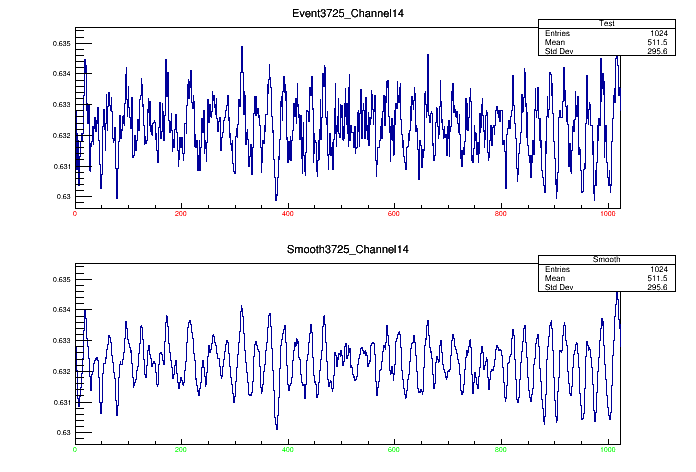 Event3725_Channel14
Test
Entries 1024
Mean 511.5
Std Dev 295.6
0.635
0.634
0.633
0.632
0.631
0.63
0 200 400 600 800 1000
Smooth3725_Channel14
Smooth
Entries 1024
Mean 511.5
Std Dev 295.6
0.635
0.634
0.633
0.632
0.631
0.63
0 200 400 600 800 1000